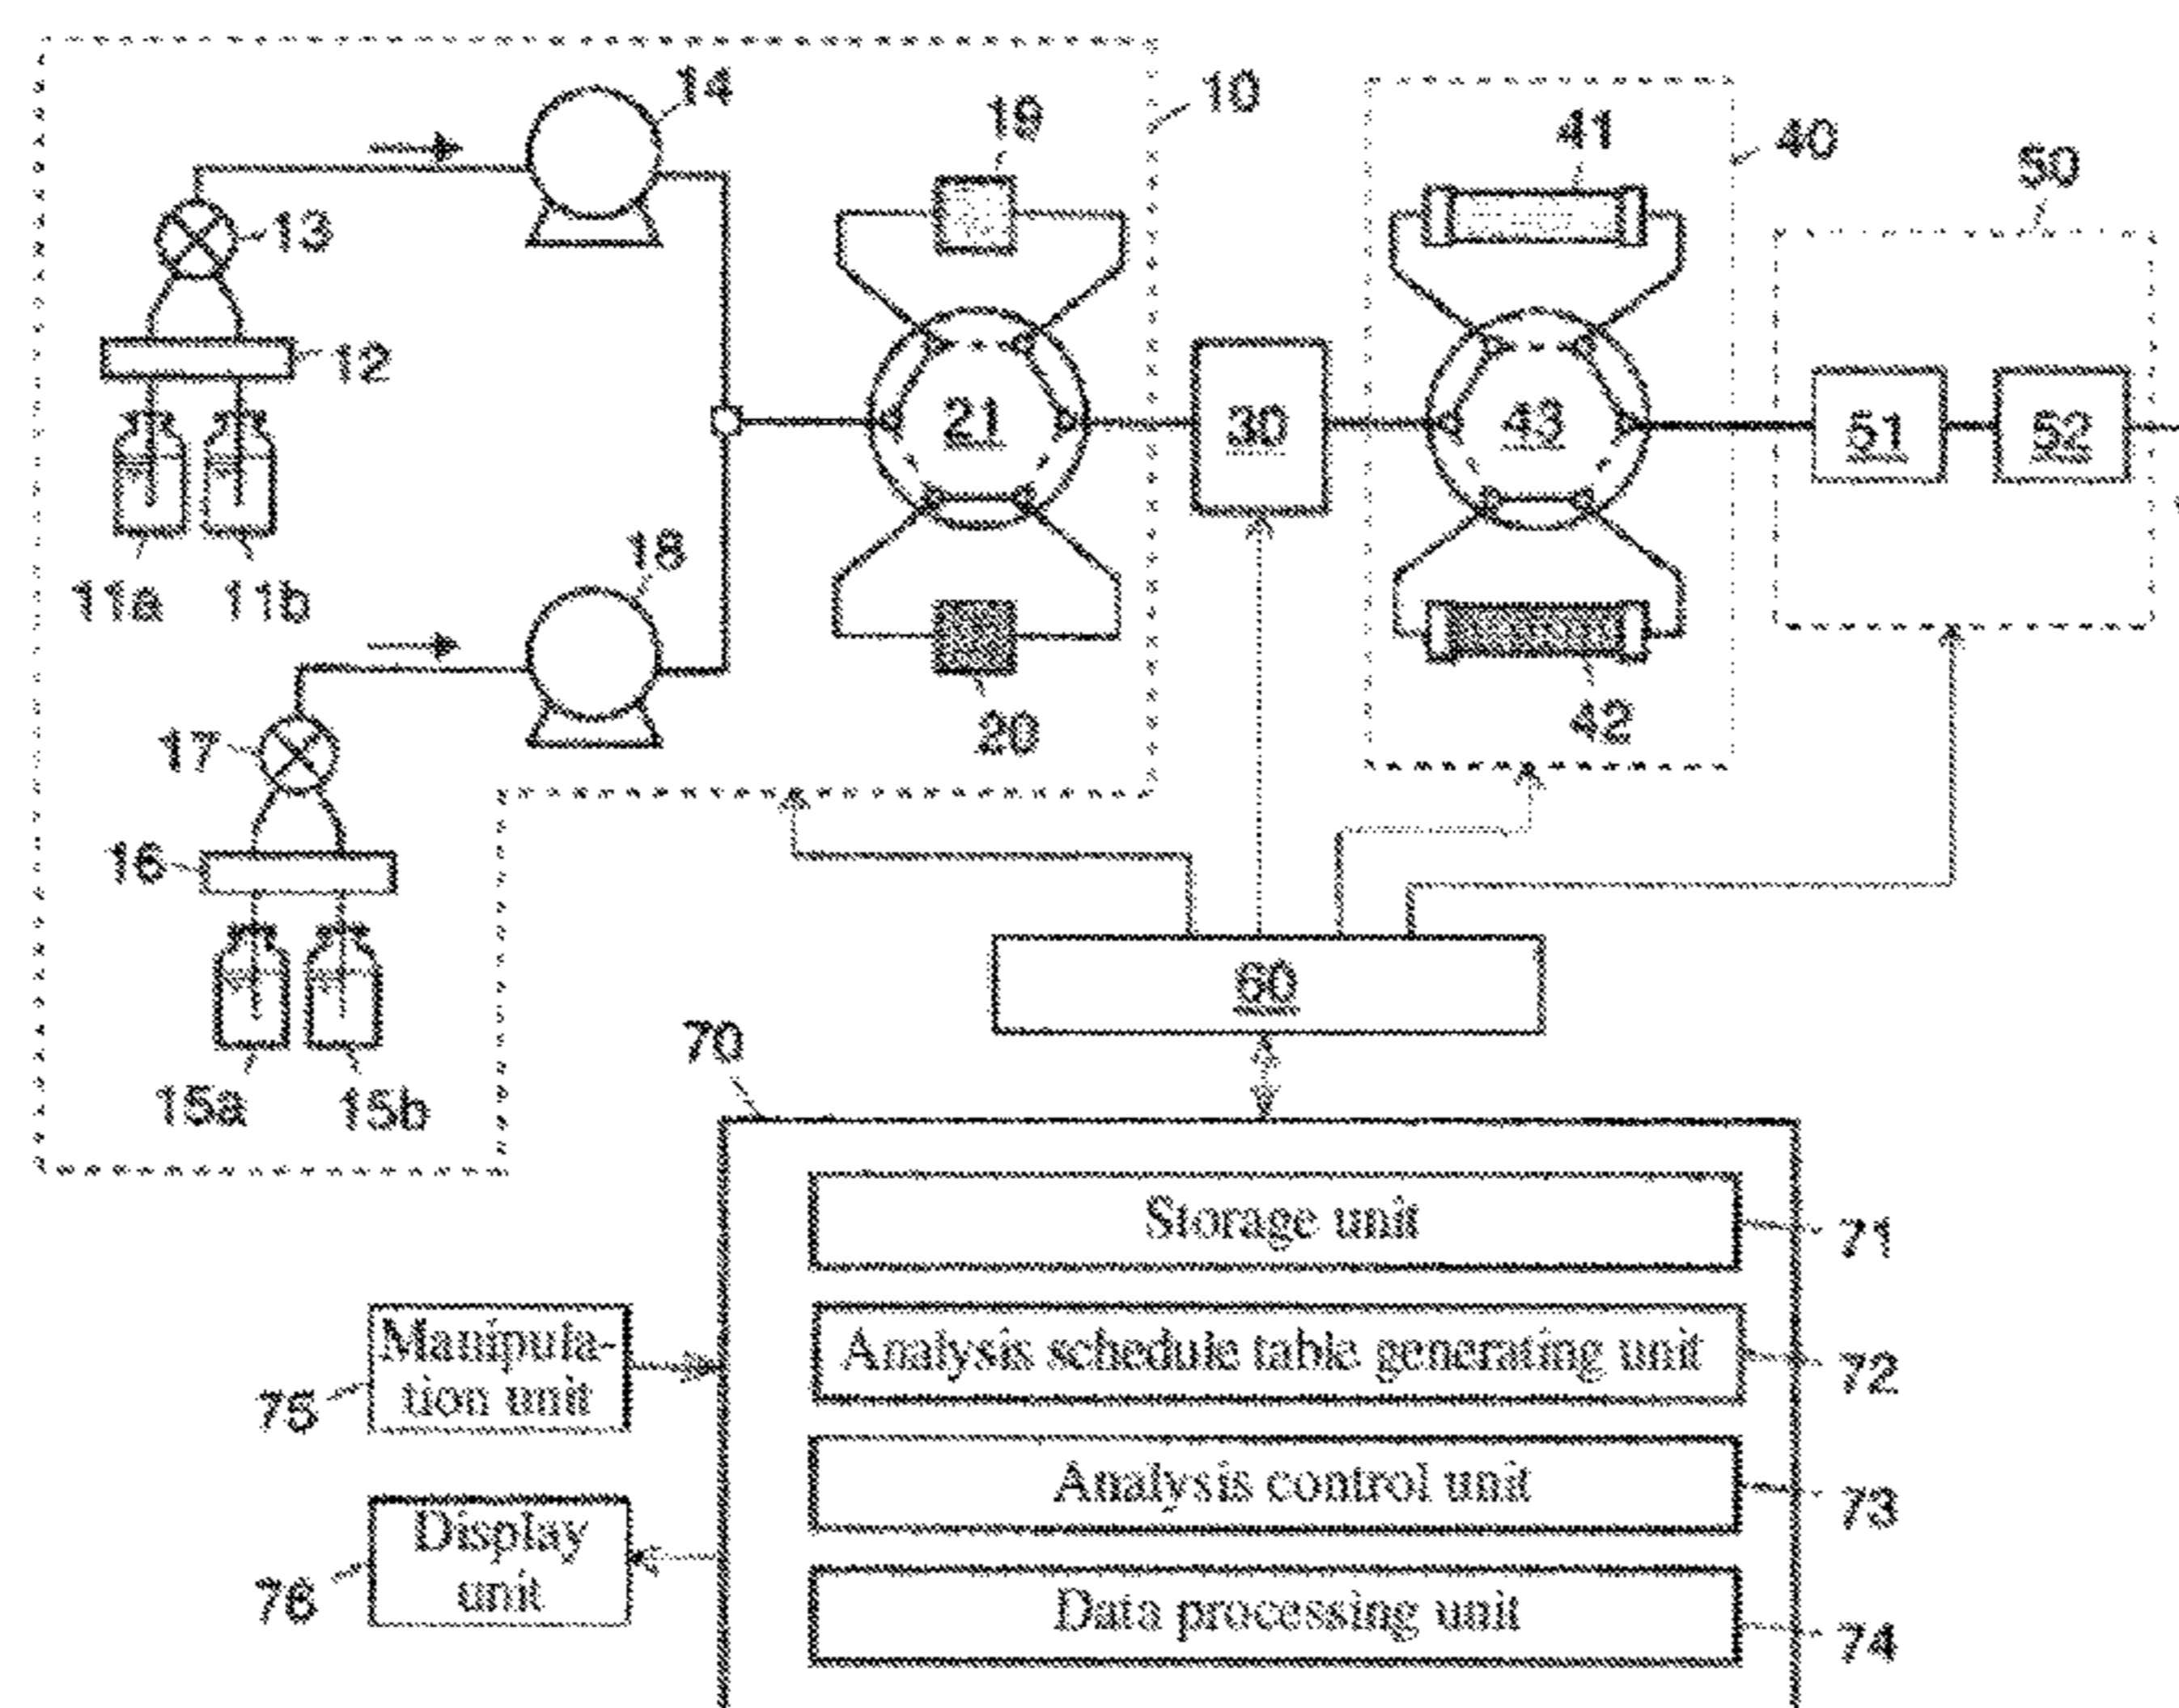 14
10
19
41
40
50
13
12
21
30
43
51
52
11a
11b
18
20
42
17
16
60
15a
15b
70
Storage unit
71
Manipula-
tion unit
75
Analysis schedule table generating unit
72
Analysis control unit
73
Display
unit
76
Data processing unit
74